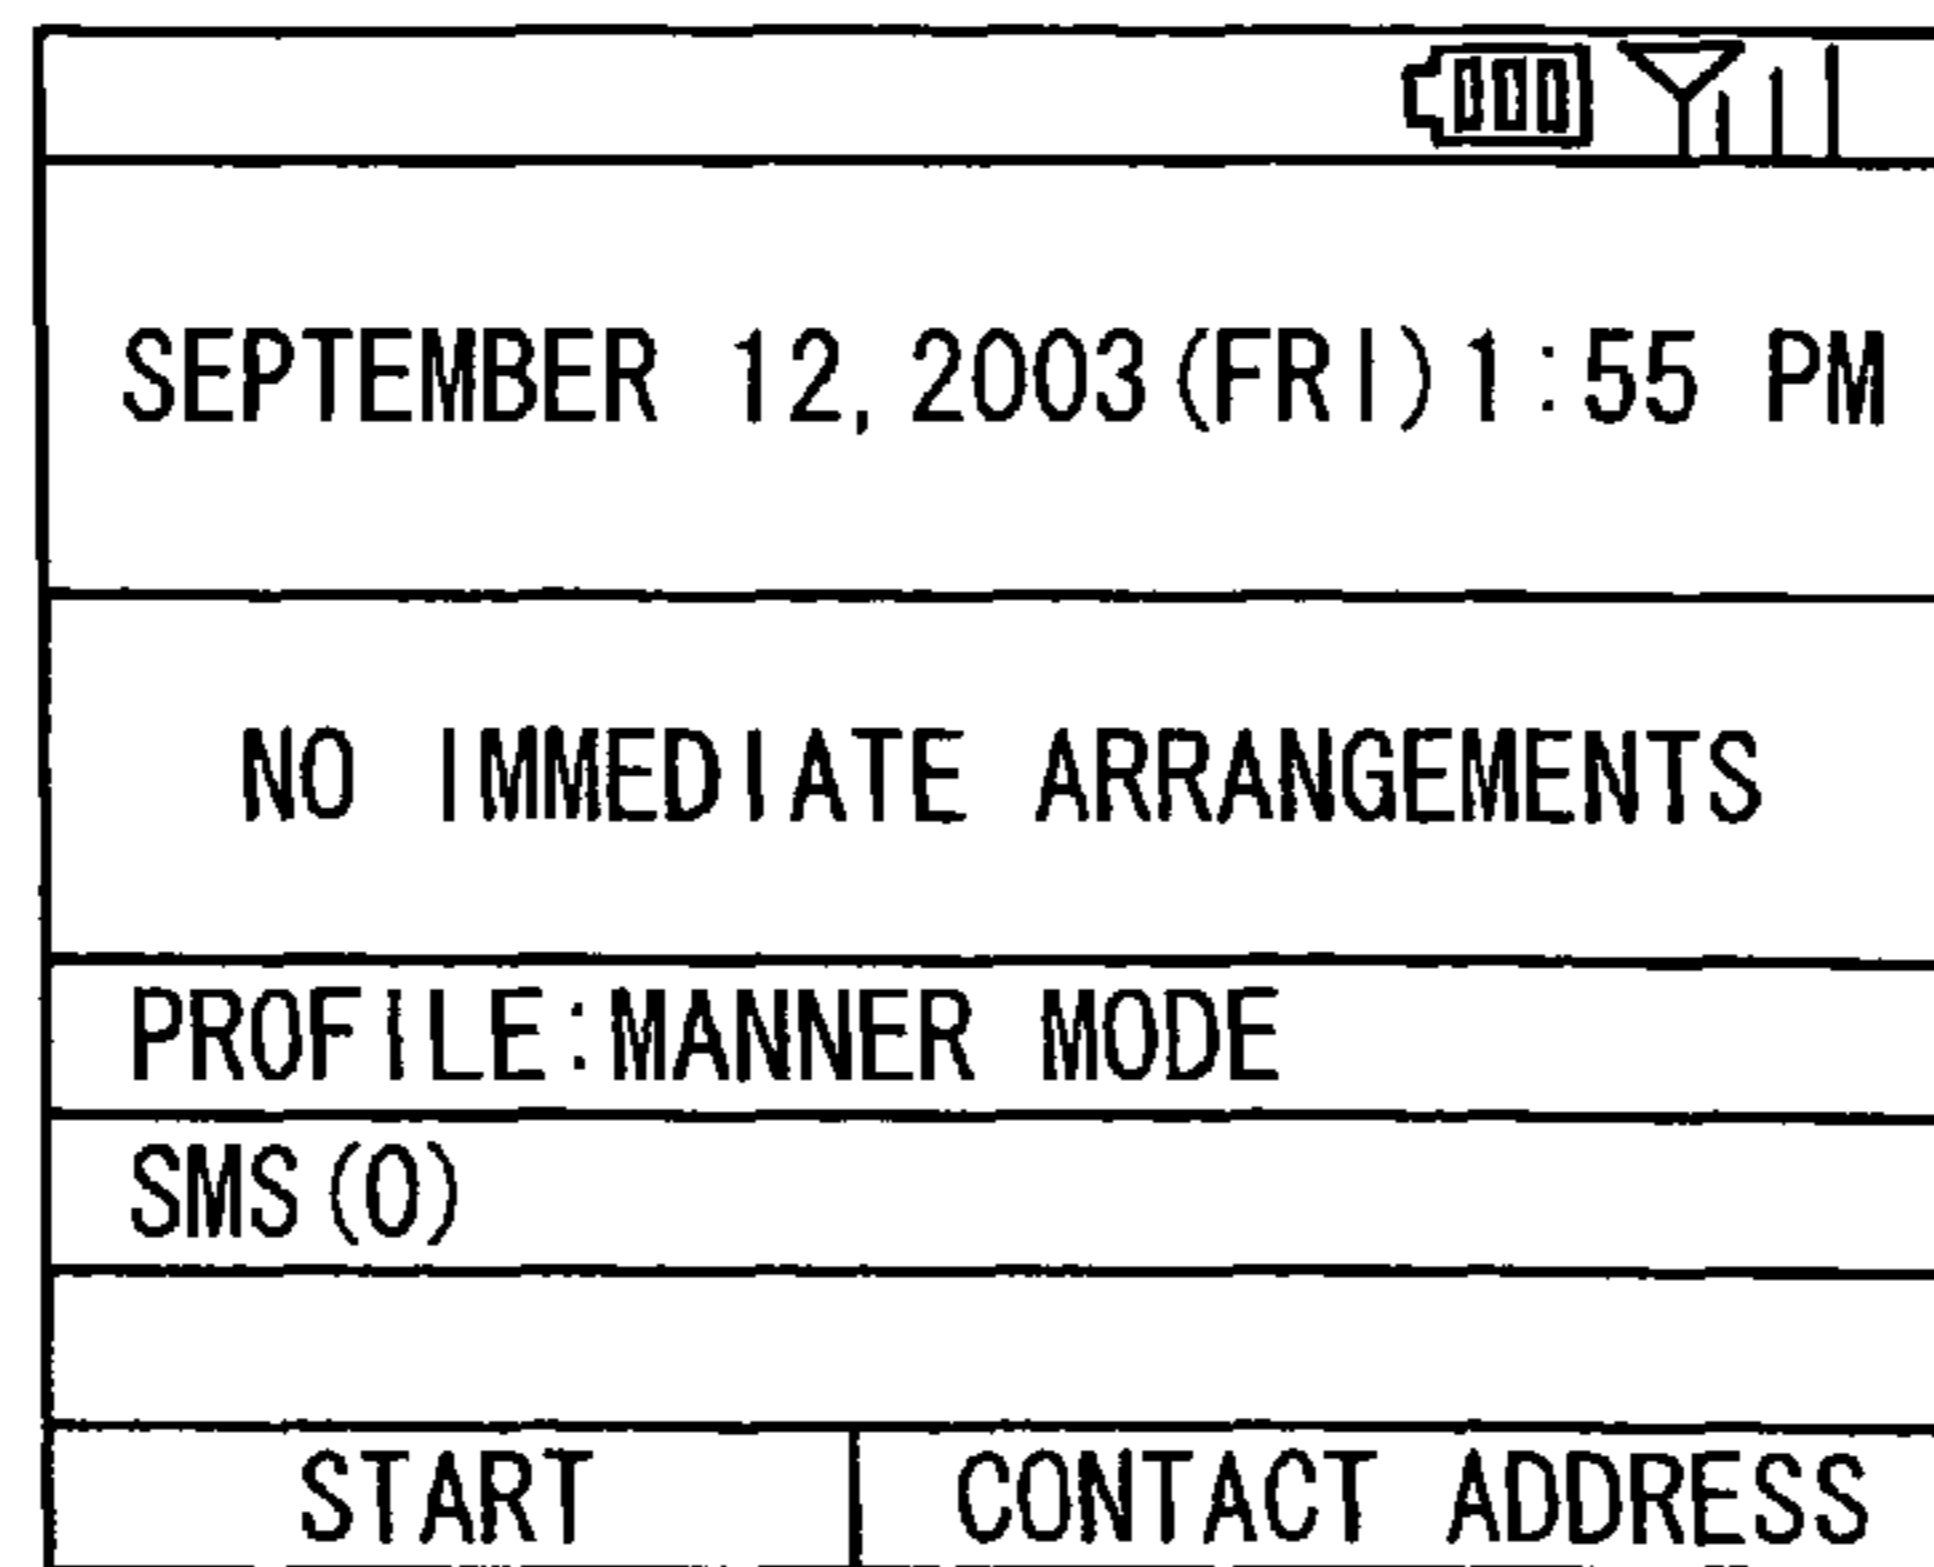 SEPTEMBER 12,2003(FRI)1:55 PM
NO IMMEDIATE ARRANGEMENTS
PROFILE:MANNER MODE
SMS(0)
START
CONTACT ADDRESS